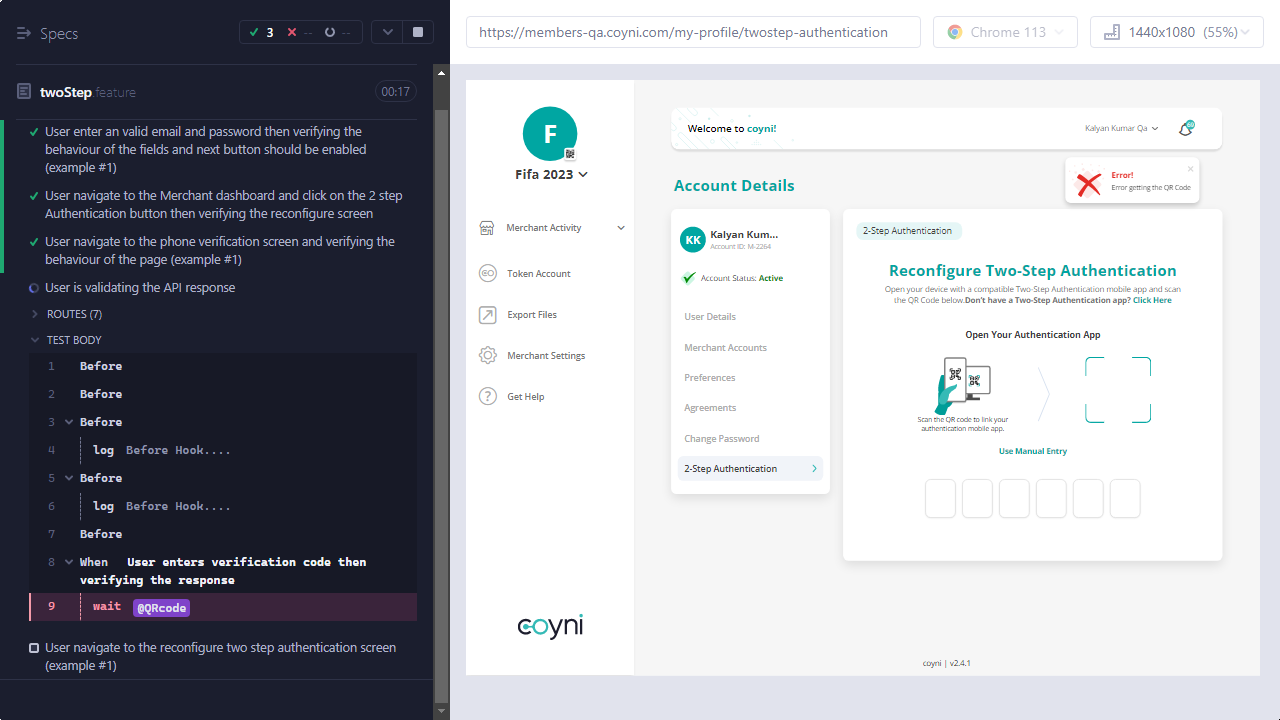 Specs
3
--
--
twoStep.feature
00:17
User enter an valid email and password then verifying the
behaviour of the fields and next button should be enabled
(example #1)
User navigate to the Merchant dashboard and click on the 2 step
Authentication button then verifying the reconfigure screen
User navigate to the phone verification screen and verifying the
behaviour of the page (example #1)
User is validating the API response
ROUTES (7)
TEST BODY
1 Before
2 Before
3 Before
4 log Before Hook....
5 Before
6 log Before Hook....
7 Before
8 When User enters verification code then
verifying the response
9 wait @QRcode
User navigate to the reconfigure two step authentication screen
(example #1)
https://members-qa.coyni.com/my-profile/twostep-authentication
Chrome 113
1440x1080 (55%)
F
Fifa 2023
Merchant Activity
Token Account
Export Files
Merchant Settings
Get Help
coyni
Welcome to coyni!
Kalyan Kumar Qa
Error!
Error getting the QR Code
Account Details
KK
Kalyan Kum...
Account ID: M-2264
Account Status: Active
User Details
Merchant Accounts
Preferences
Agreements
Change Password
2-Step Authentication
2-Step Authentication
Reconfigure Two-Step Authentication
Open your device with a compatible Two-Step Authentication mobile app and scan
the QR Code below.Don't have a Two-Step Authentication app? Click Here
Open Your Authentication App
Scan the QR code to link your
authentication mobile app.
Use Manual Entry
coyni | v2.4.1